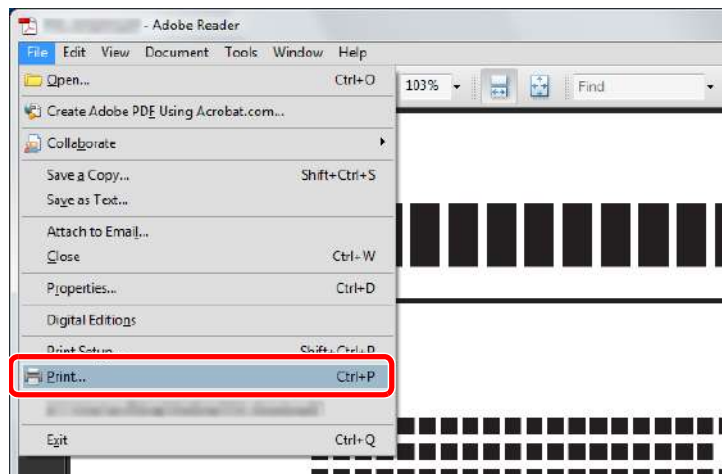 - Adobe Reader
File Edit View Document Tools Window Help
Open... Ctrl+O
103%
Find
Create Adobe PDF Using Acrobat.com...
Collaborate
Save a Copy... Shift+Ctrl+S
Save as Text...
Attach to Email...
Close Ctrl+W
Properties... Ctrl+D
Digital Editions
Print Setup... Shift+Ctrl+P
Print... Ctrl+P
Exit Ctrl+Q